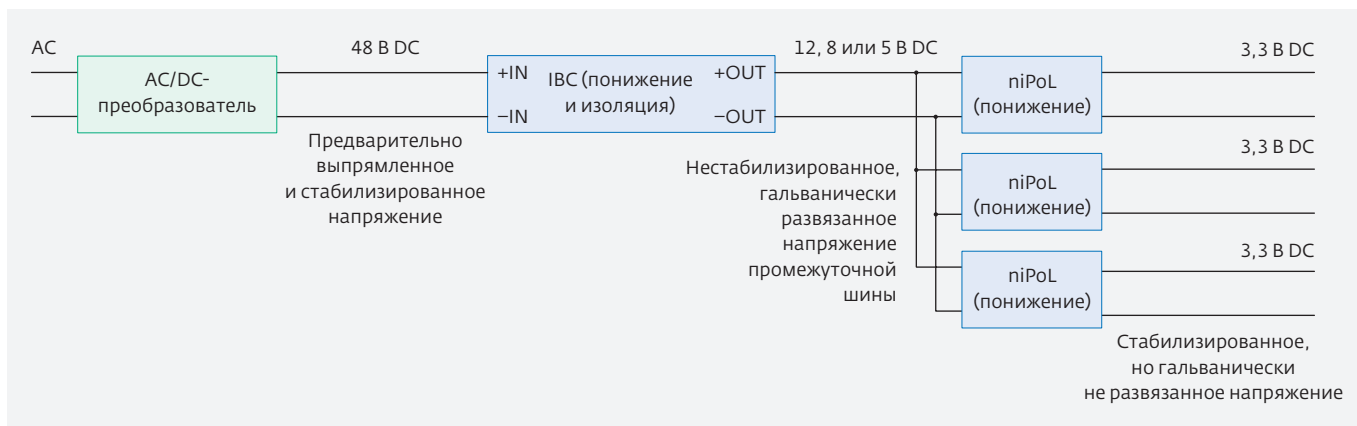 AC
48 В DC
12, 8 или 5 В DC
3,3 В DC
AC/DC-
преобразователь
+IN
IBC (понижение
и изоляция)
+OUT
−IN
−OUT
niPoL
(понижение)
Предварительно
выпрямленное
и стабилизированное
напряжение
Нестабилизированное,
гальванически
развязанное
напряжение
промежуточной
шины
3,3 В DC
niPoL
(понижение)
3,3 В DC
niPoL
(понижение)
Стабилизированное,
но гальванически
не развязанное напряжение